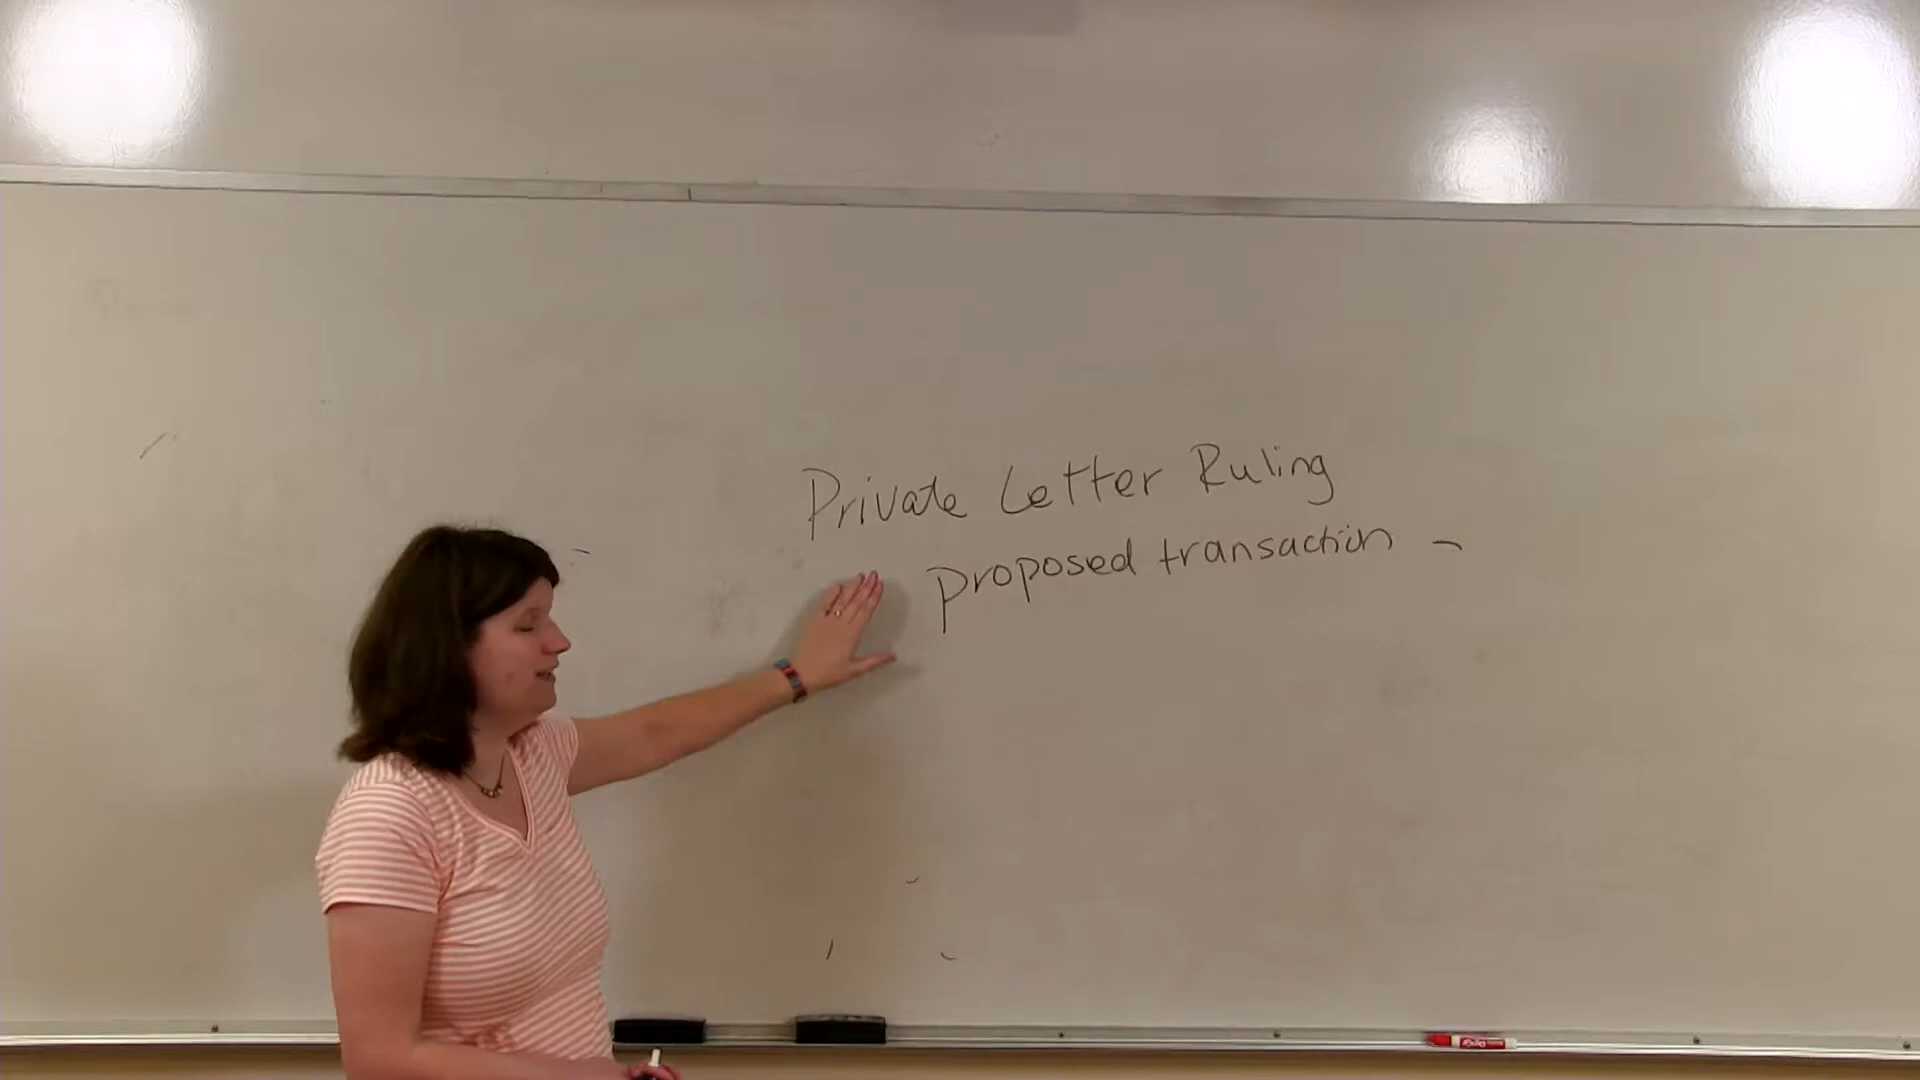 Private Letter Ruling
proposed transaction -